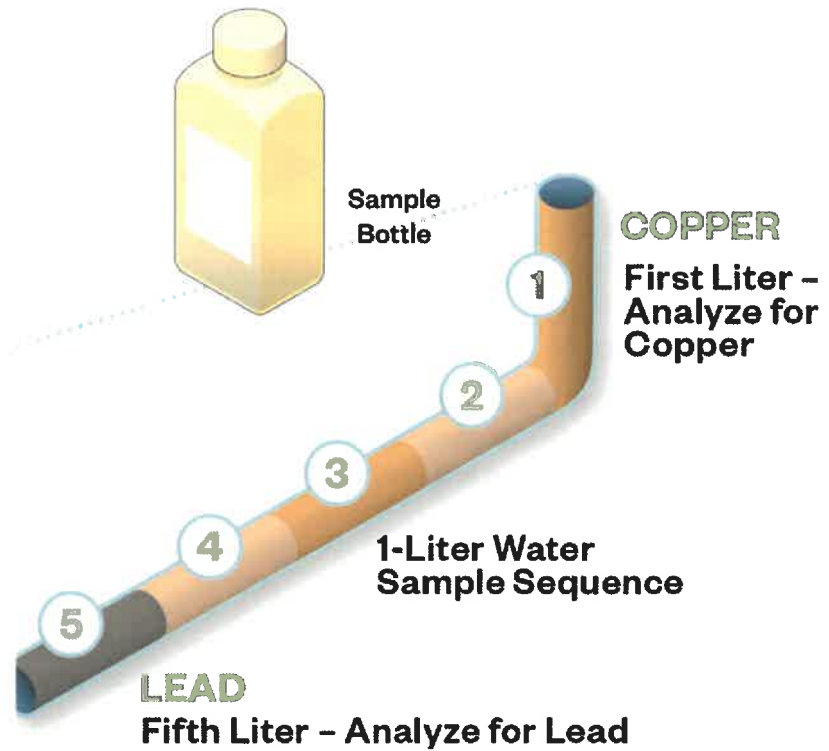 Sample
Bottle
COPPER
First Liter –
Analyze for
Copper
1
2
3
4
5
1-Liter Water
Sample Sequence
LEAD
Fifth Liter – Analyze for Lead